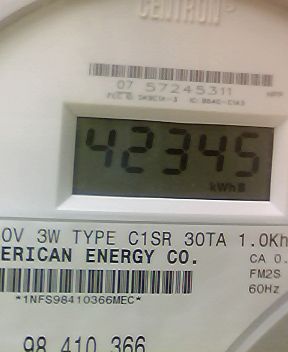 CENTRON
07 57245311
42345
kWh
0V 3W TYPE C1SR 30TA 1.0Kh
ERICAN ENERGY CO.
CA 0.
FM2S
60Hz
*1NFS98410366MEC*
98 410 366